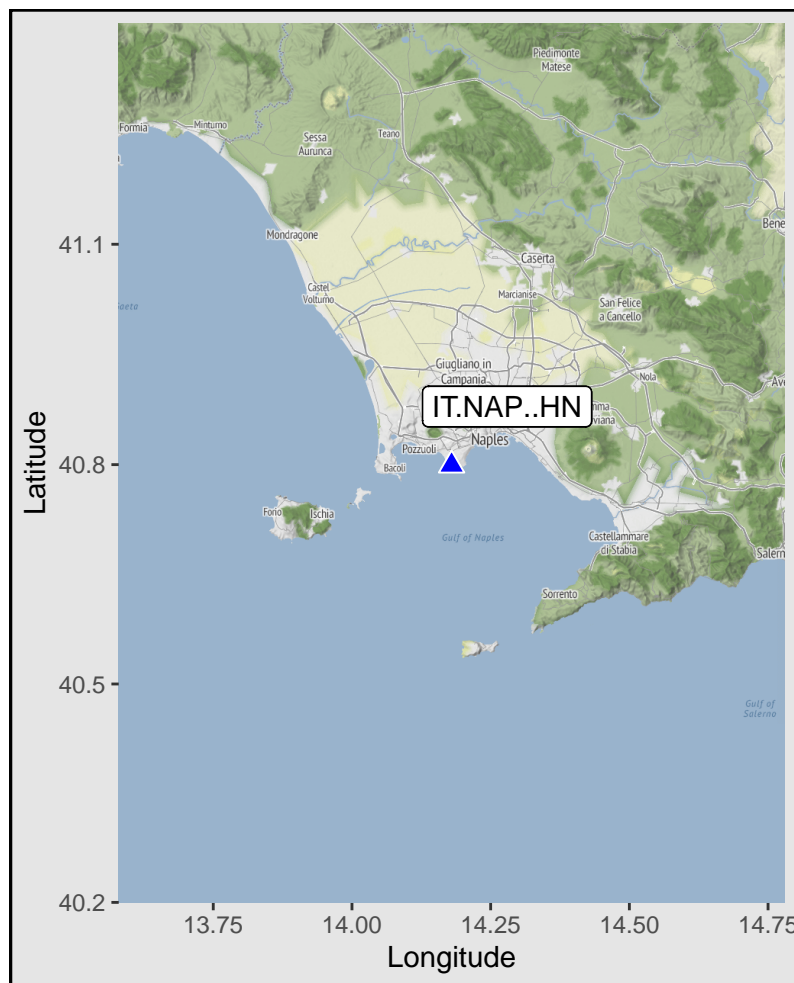 Piedimonte
Matese
Formia
Minturno
Teano
Sessa
Aurunca
Mondragone
Caserta
Castel
Volturno
Marcianise
San Felice
a Cancello
Giugliano in
Campania
Nola
IT.NAP..HN
Naples
Pozzuoli
Bacoli
Forio
Ischia
Gulf of Naples
Castellammare
di Stabia
Sorrento
Gulf of
Salerno
41.1
40.8
40.5
40.2
Latitude
13.75
14.00
14.25
14.50
14.75
Longitude